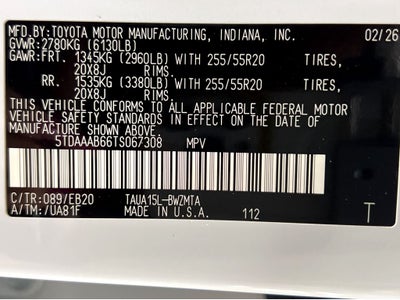 MFD.BY:TOYOTA MOTOR MANUFACTURING, INDIANA, INC. 02/26
GVWR: 2780KG (6130LB)
GAWR:FRT. 1345KG (2960LB) WITH 255/55R20 TIRES,
20X8J RIMS.
RR. 1535KG (3380LB) WITH 255/55R20 TIRES,
20X8J RIMS.
THIS VEHICLE CONFORMS TO ALL APPLICABLE FEDERAL MOTOR
VEHICLE SAFETY STANDARDS IN EFFECT ON THE DATE OF
MANUFACTURE SHOWN ABOVE.
5TDAAAB66TS067308 MPV
C/TR:089/EB20 TAUA15L-BWZMTA
A/TM:/UA81F MADE IN U.S.A. 112 T